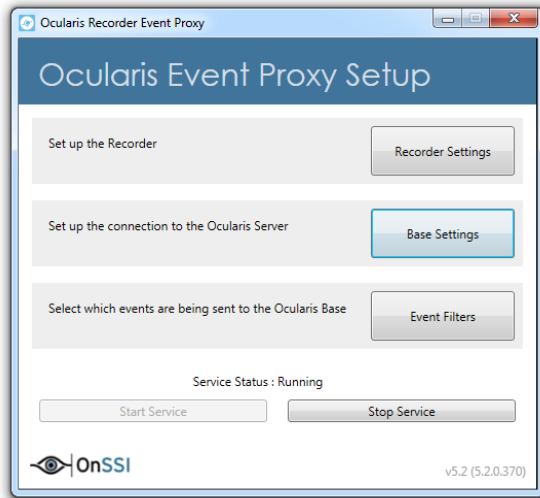 Ocularis Recorder Event Proxy
Ocularis Event Proxy Setup
Set up the Recorder
Recorder Settings
Set up the connection to the Ocularis Server
Base Settings
Select which events are being sent to the Ocularis Base
Event Filters
Service Status : Running
Start Service
Stop Service
OnSSI
v5.2 (5.2.0.370)